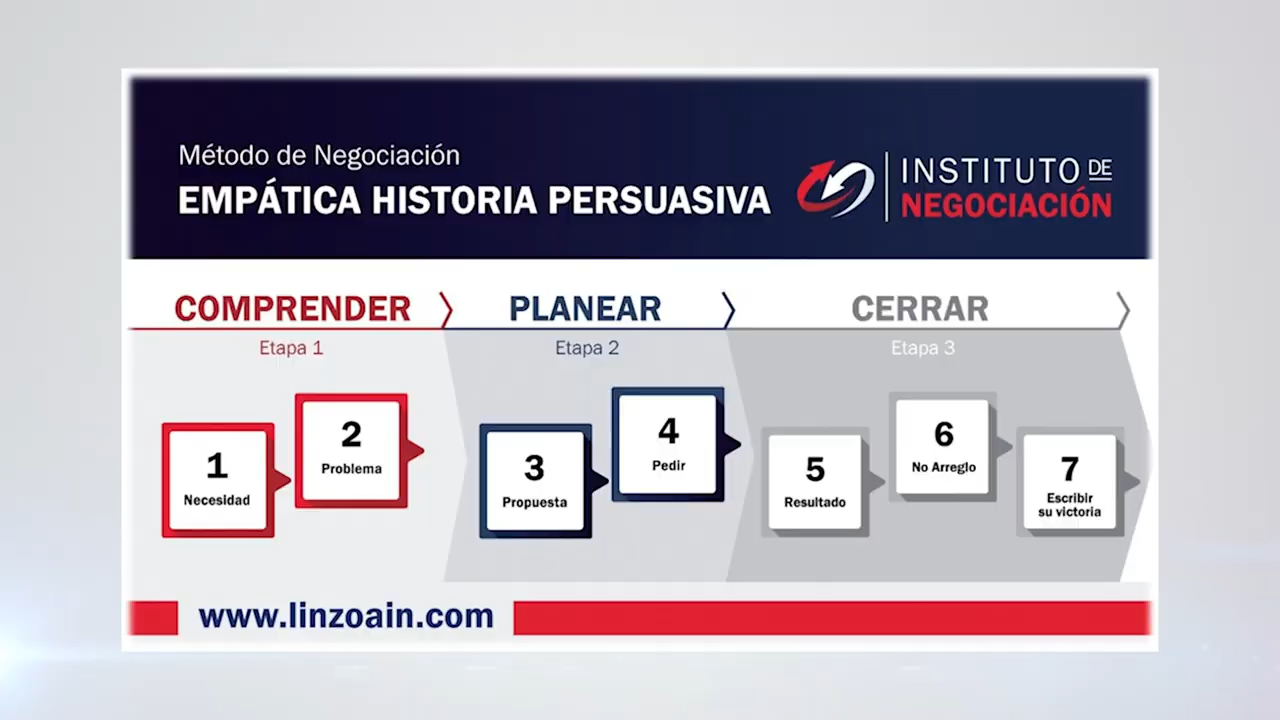 Método de Negociación
EMPÁTICA HISTORIA PERSUASIVA
INSTITUTO DE
NEGOCIACIÓN
COMPRENDER
Etapa 1
PLANEAR
Etapa 2
CERRAR
Etapa 3
1
Necesidad
2
Problema
3
Propuesta
4
Pedir
5
Resultado
6
No Arreglo
7
Escribir
su victoria
www.linzoain.com